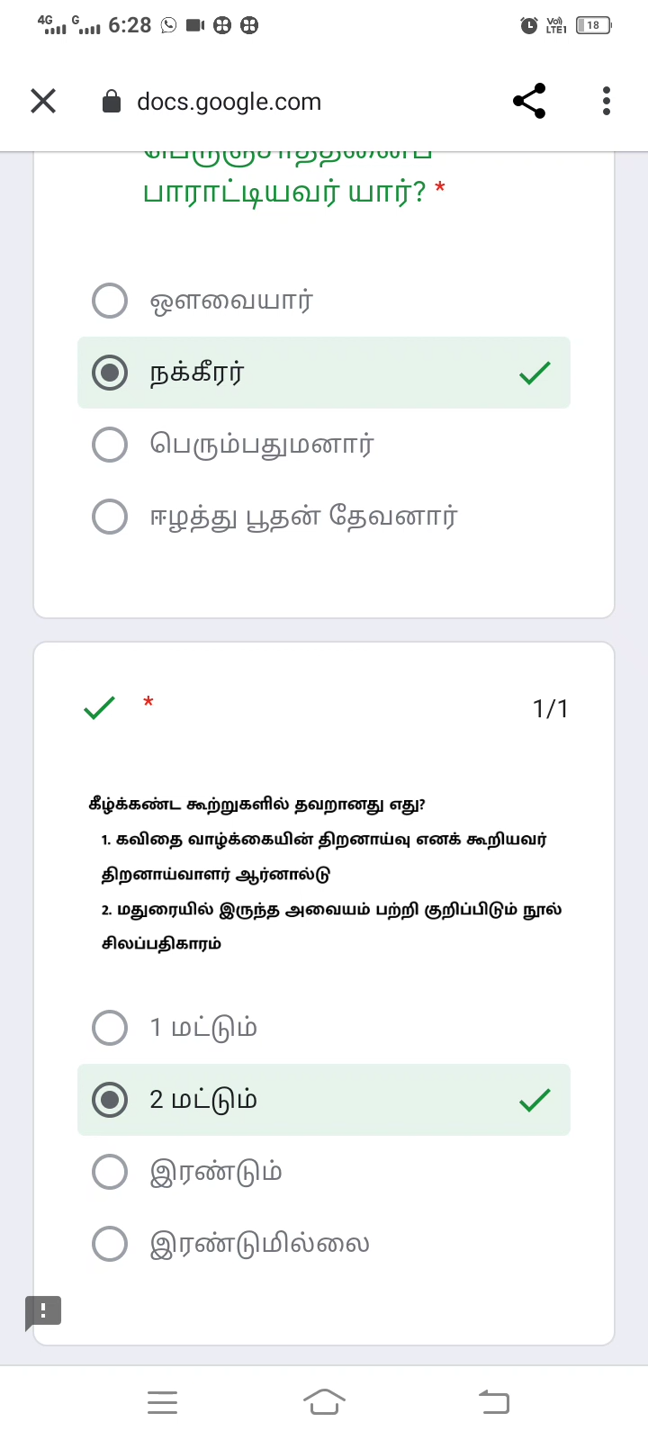 4G G 6:28 Vo) LTE1 18
docs.google.com
பாராட்டியவர் யார்? *
ஔவையார்
நக்கீரர்
பெரும்பதுமனார்
ஈழத்து பூதன் தேவனார்
* 1/1
கீழ்க்கண்ட கூற்றுகளில் தவறானது எது?
1. கவிதை வாழ்க்கையின் திறனாய்வு எனக் கூறியவர்
திறனாய்வாளர் ஆர்னால்டு
2. மதுரையில் இருந்த அவையம் பற்றி குறிப்பிடும் நூல்
சிலப்பதிகாரம்
1 மட்டும்
2 மட்டும்
இரண்டும்
இரண்டுமில்லை